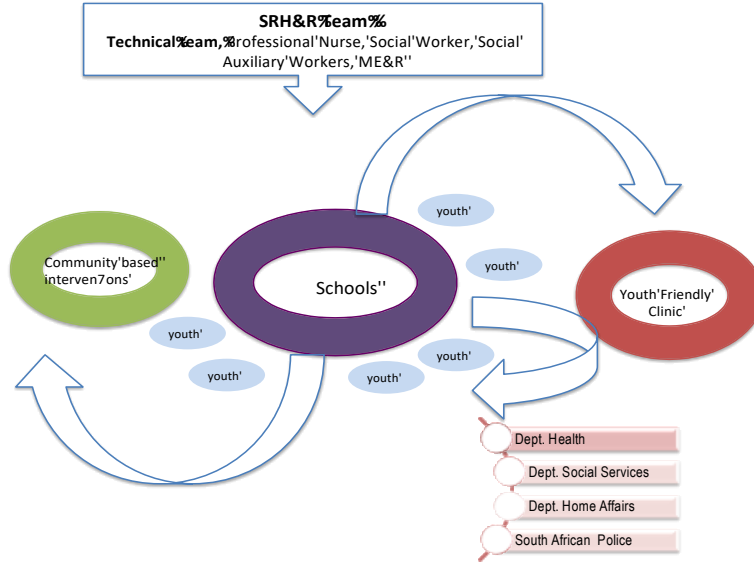 SRH&R%Team%%
Technical%Team,%Professional'Nurse,'Social'Worker,'Social'
Auxiliary'Workers,'ME&R''
youth'
Community'based''
interven7ons'
youth'
Schools''
Youth'Friendly'
Clinic'
youth'
youth'
youth'
youth'
Dept. Health
Dept. Social Services
Dept. Home Affairs
South African Police